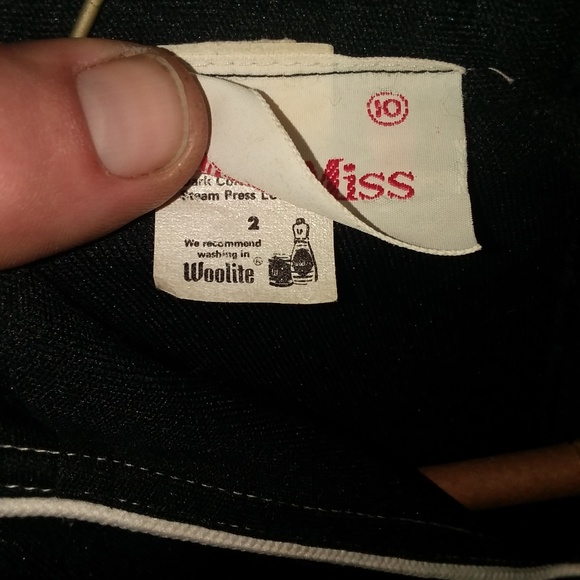 10
Miss
Steam Press
2
We recommend
washing in
Woolite®